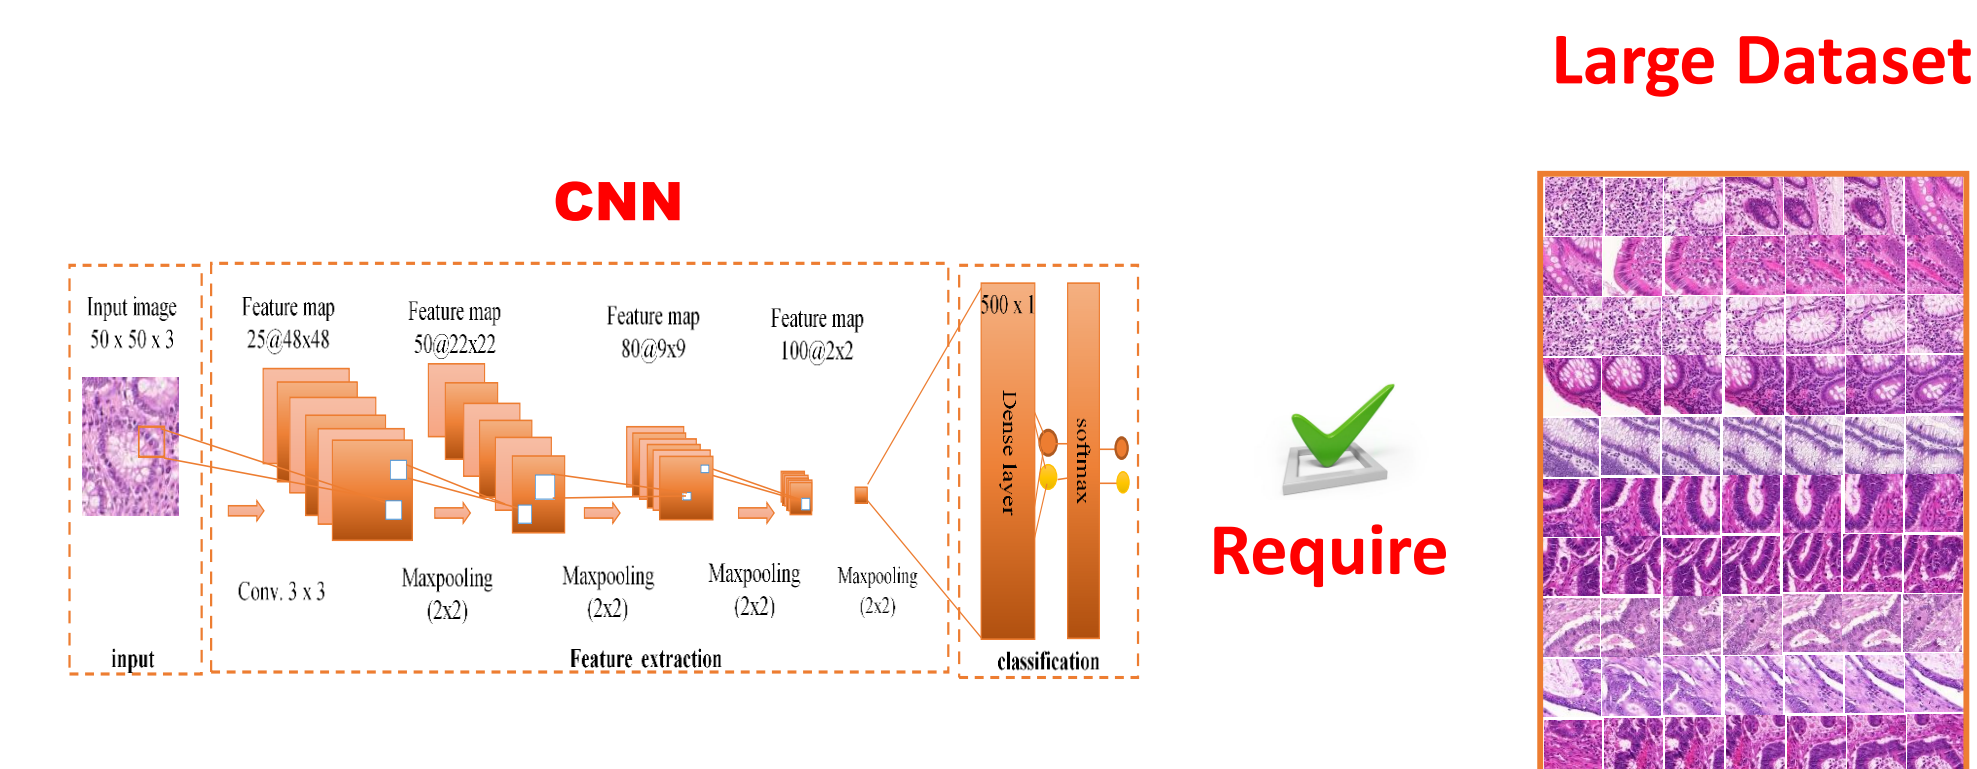 Large Dataset
CNN
Input image
50 x 50 x 3
Feature map
25@48x48
Feature map
50@22x22
Feature map
80@9x9
Feature map
100@2x2
500 x 1
Dense layer
softmax
Conv. 3 x 3
Maxpooling
(2x2)
Maxpooling
(2x2)
Maxpooling
(2x2)
Maxpooling
(2x2)
input
Feature extraction
classification
Require